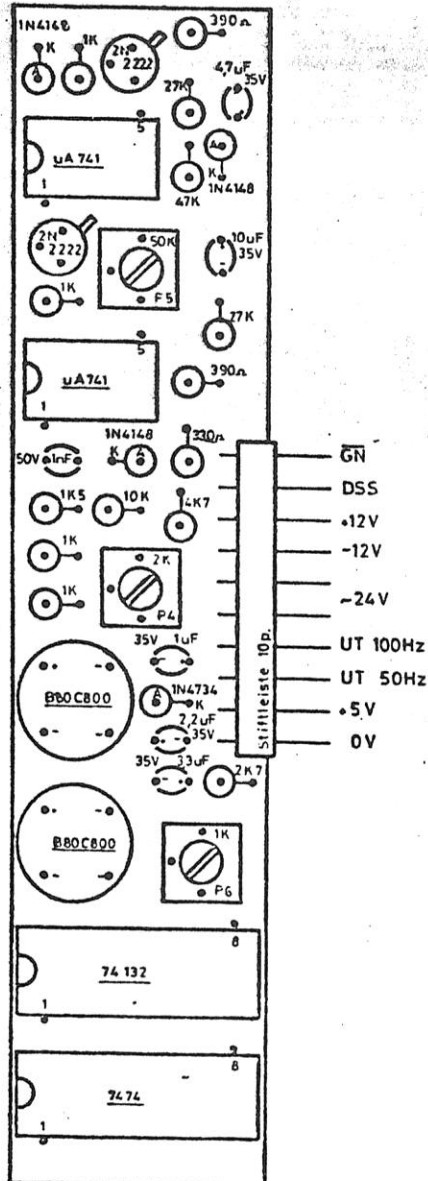 390Ω
1N4148
K
1K
2N
2222
A
27K
4,7uF
35V
5
uA 741
1
A
K
1N4148
47K
2N
2222
50K
P5
10uF
35V
1K
27K
5
uA741
1
390Ω
1N4148
330Ω
50V
1nF
K
A
GN
1K5
10K
4K7
DSS
+12V
1K
2K
-12V
1K
P4
~24V
35V
1uF
UT 100Hz
B80C800
A
1N4734
K
UT 50Hz
2,2uF
35V
+5V
0V
Stiftleiste 10p.
35V
33uF
2K7
B80C800
1K
P6
8
74 132
1
8
7474
1